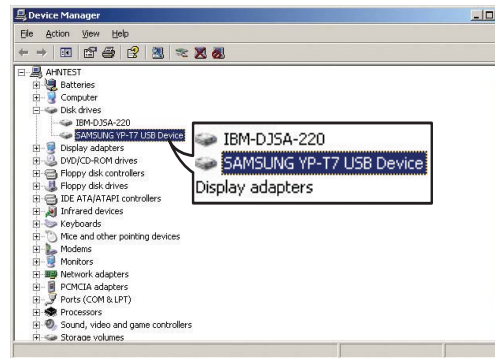 Device Manager
File Action View Help
AHNTEST
Batteries
Computer
Disk drives
IBM-DJSA-220
SAMSUNG YP-T7 USB Device
Display adapters
DVD/CD-ROM drives
Floppy disk controllers
Floppy disk drives
IDE ATA/ATAPI controllers
Infrared devices
Keyboards
Mice and other pointing devices
Modems
Monitors
Network adapters
PCMCIA adapters
Ports (COM & LPT)
Processors
Sound, video and game controllers
Storage volumes
IBM-DJSA-220
SAMSUNG YP-T7 USB Device
Display adapters